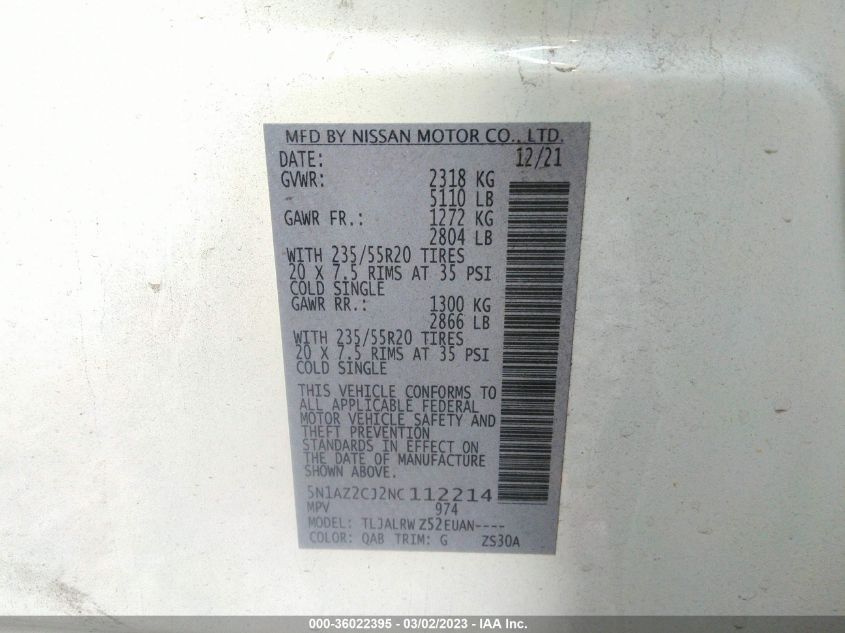 MFD BY NISSAN MOTOR CO., LTD.
DATE: 12/21
GVWR: 2318 KG
5110 LB
GAWR FR.: 1272 KG
2804 LB
WITH 235/55R20 TIRES
20 X 7.5 RIMS AT 35 PSI
COLD SINGLE
GAWR RR.: 1300 KG
2866 LB
WITH 235/55R20 TIRES
20 X 7.5 RIMS AT 35 PSI
COLD SINGLE
THIS VEHICLE CONFORMS TO
ALL APPLICABLE FEDERAL
MOTOR VEHICLE SAFETY AND
THEFT PREVENTION
STANDARDS IN EFFECT ON
THE DATE OF MANUFACTURE
SHOWN ABOVE.
5N1AZ2CJ2NC112214
MPV 974
MODEL: TLJALRW Z52EUAN----
COLOR: QAB TRIM: G ZS30A
000-36022395 - 03/02/2023 - IAA Inc.